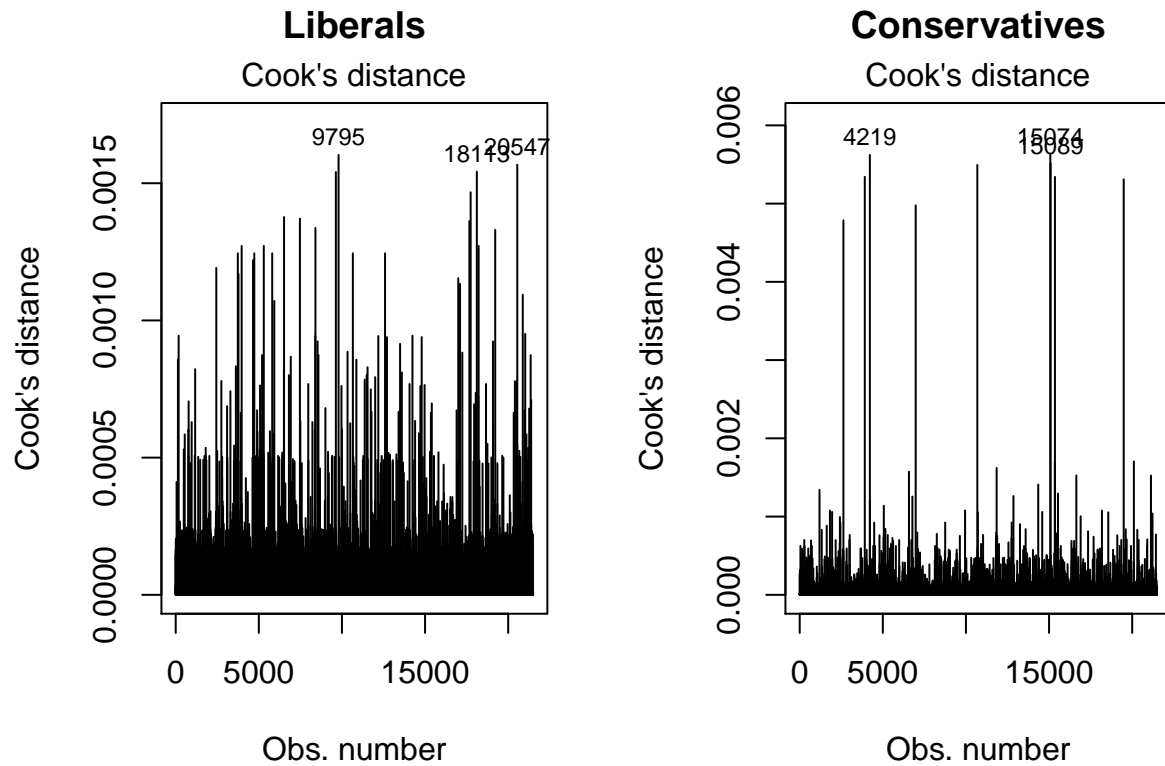 Liberals
Cook's distance
Cook's distance
0.0000
0.0005
0.0010
0.0015
9795
18113
20547
0
5000
15000
Obs. number
Conservatives
Cook's distance
Cook's distance
0.000
0.002
0.004
0.006
4219
15074
15089
0
5000
15000
Obs. number